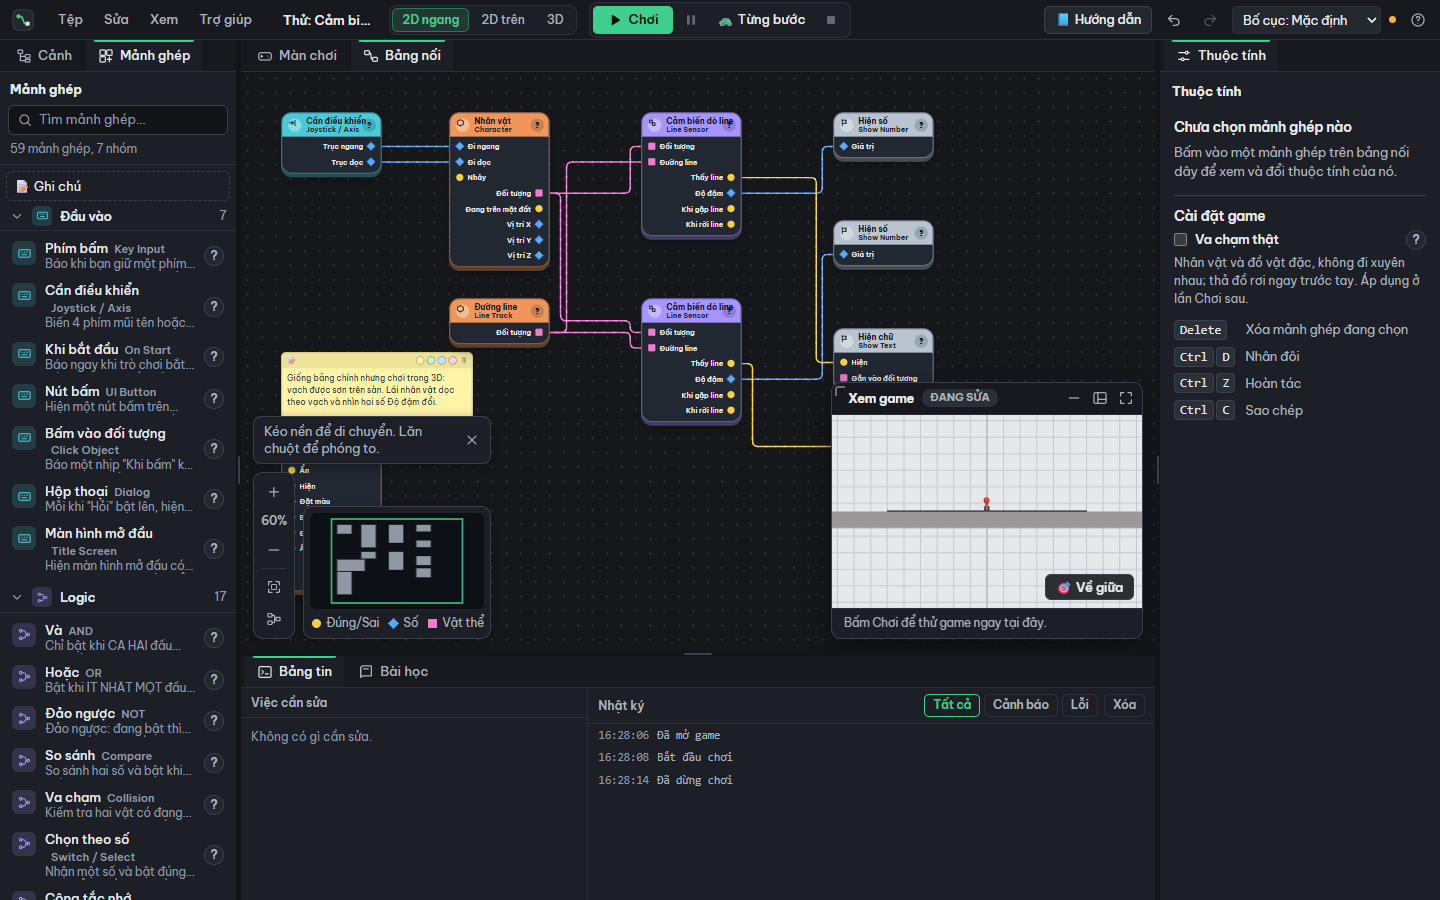 Tệp
Sửa
Xem
Trợ giúp
Thử: Cảm bi...
2D ngang
2D trên
3D
Chơi
Từng bước
Hướng dẫn
Bố cục: Mặc định
Cảnh
Mảnh ghép
Mảnh ghép
Tìm mảnh ghép...
59 mảnh ghép, 7 nhóm
Ghi chú
Đầu vào 7
Phím bấm Key Input
Báo khi bạn giữ một phím...
Cần điều khiển
Joystick / Axis
Biến 4 phím mũi tên hoặc...
Khi bắt đầu On Start
Báo ngay khi trò chơi bắt...
Nút bấm UI Button
Hiện một nút bấm trên...
Bấm vào đối tượng
Click Object
Báo một nhịp "Khi bấm" k...
Hộp thoại Dialog
Mỗi khi "Hỏi" bật lên, hiện...
Màn hình mở đầu
Title Screen
Hiện màn hình mở đầu có...
Logic 17
Và AND
Chỉ bật khi CẢ HAI đầu...
Hoặc OR
Bật khi ÍT NHẤT MỘT đầu...
Đảo ngược NOT
Đảo ngược: đang bật thì...
So sánh Compare
So sánh hai số và bật khi...
Va chạm Collision
Kiểm tra hai vật có đang...
Chọn theo số
Switch / Select
Nhận một số và bật đúng...
Công tắc nhớ
Màn chơi
Bảng nối
Cần điều khiển
Joystick / Axis
Trục ngang
Trục dọc
Nhân vật
Character
Đi ngang
Đi dọc
Nhảy
Đối tượng
Đang trên mặt đất
Vị trí X
Vị trí Y
Vị trí Z
Đường line
Line Track
Đối tượng
Cảm biến dò line
Line Sensor
Đối tượng
Đường line
Thấy line
Độ đậm
Khi gặp line
Khi rời line
Cảm biến dò line
Line Sensor
Đối tượng
Đường line
Thấy line
Độ đậm
Khi gặp line
Khi rời line
Hiện số
Show Number
Giá trị
Hiện số
Show Number
Giá trị
Hiện chữ
Show Text
Hiện
Gắn vào đối tượng
Giống bảng chính nhưng chơi trong 3D:
vạch được sơn trên sàn. Lái nhân vật dọc
theo vạch và nhìn hai số Độ đậm đổi.
Kéo nền để di chuyển. Lăn
chuột để phóng to.
Ẩn
Hiện
Đặt màu
60%
Đúng/Sai
Số
Vật thể
Xem game
ĐANG SỬA
Về giữa
Bấm Chơi để thử game ngay tại đây.
Bảng tin
Bài học
Việc cần sửa
Không có gì cần sửa.
Nhật ký
Tất cả
Cảnh báo
Lỗi
Xóa
16:28:06 Đã mở game
16:28:08 Bắt đầu chơi
16:28:14 Đã dừng chơi
Thuộc tính
Thuộc tính
Chưa chọn mảnh ghép nào
Bấm vào một mảnh ghép trên bảng nối
dây để xem và đổi thuộc tính của nó.
Cài đặt game
Va chạm thật
Nhân vật và đồ vật đặc, không đi xuyên
nhau; thả đồ rơi ngay trước tay. Áp dụng ở
lần Chơi sau.
Delete Xóa mảnh ghép đang chọn
Ctrl D Nhân đôi
Ctrl Z Hoàn tác
Ctrl C Sao chép